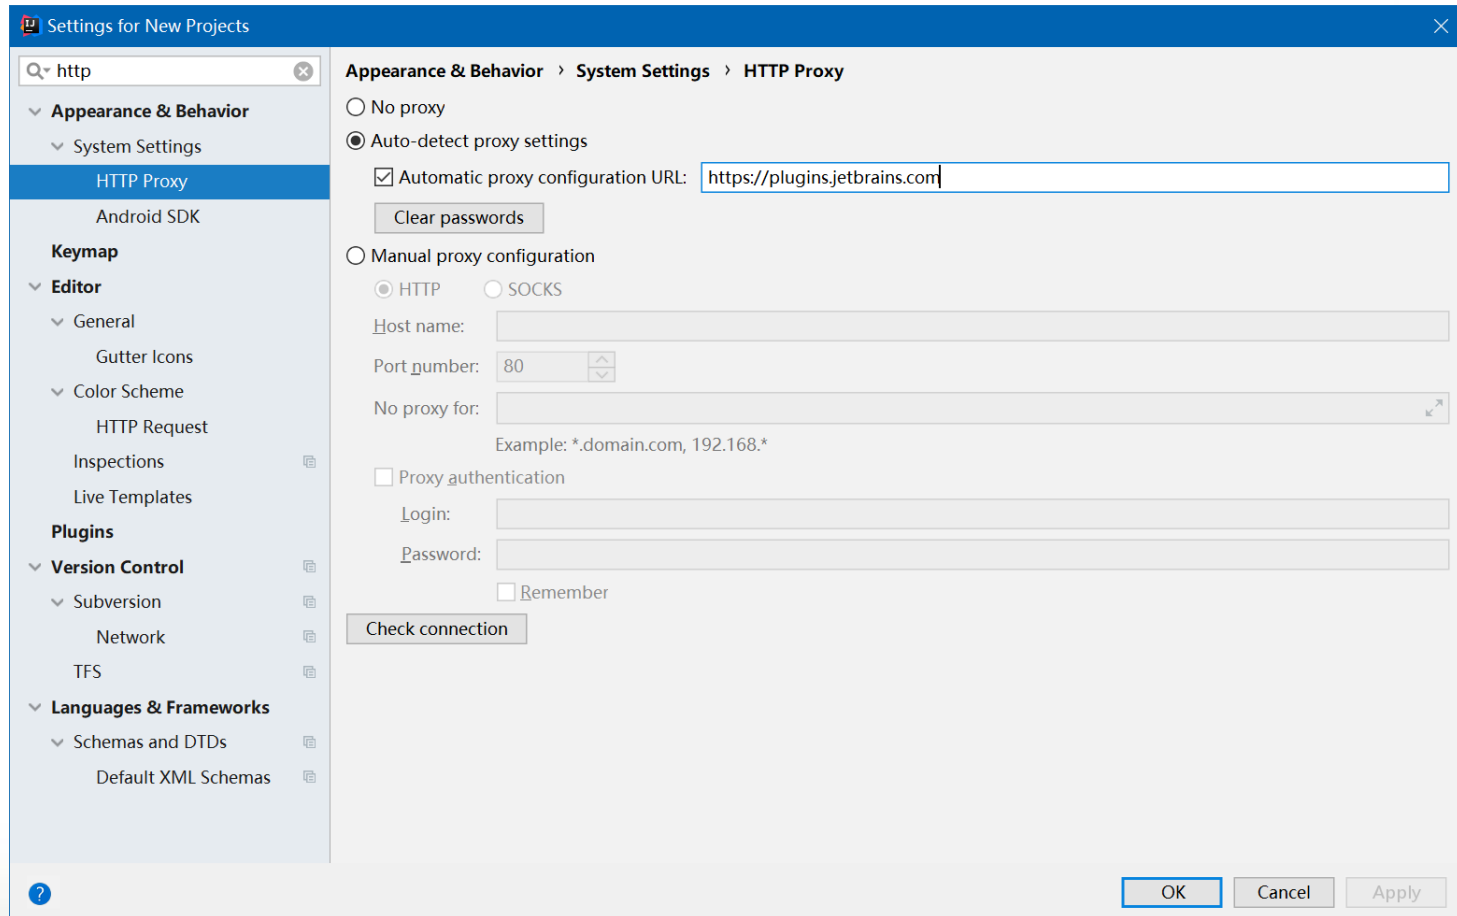 Settings for New Projects
http
Appearance & Behavior
System Settings
HTTP Proxy
Android SDK
Keymap
Editor
General
Gutter Icons
Color Scheme
HTTP Request
Inspections
Live Templates
Plugins
Version Control
Subversion
Network
TFS
Languages & Frameworks
Schemas and DTDs
Default XML Schemas
Appearance & Behavior › System Settings › HTTP Proxy
No proxy
Auto-detect proxy settings
Automatic proxy configuration URL: https://plugins.jetbrains.com
Clear passwords
Manual proxy configuration
HTTP SOCKS
Host name:
Port number: 80
No proxy for:
Example: *.domain.com, 192.168.*
Proxy authentication
Login:
Password:
Remember
Check connection
? OK Cancel Apply